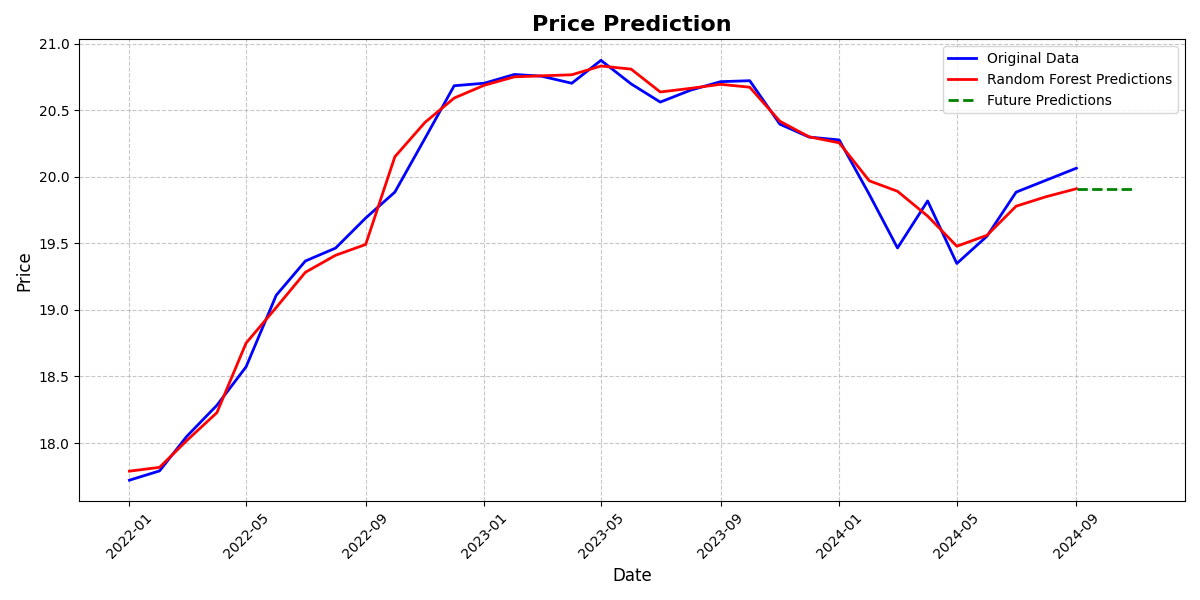 Price Prediction
Original Data
Random Forest Predictions
Future Predictions
Price
21.0
20.5
20.0
19.5
19.0
18.5
18.0
2022-01
2022-05
2022-09
2023-01
2023-05
2023-09
2024-01
2024-05
2024-09
Date